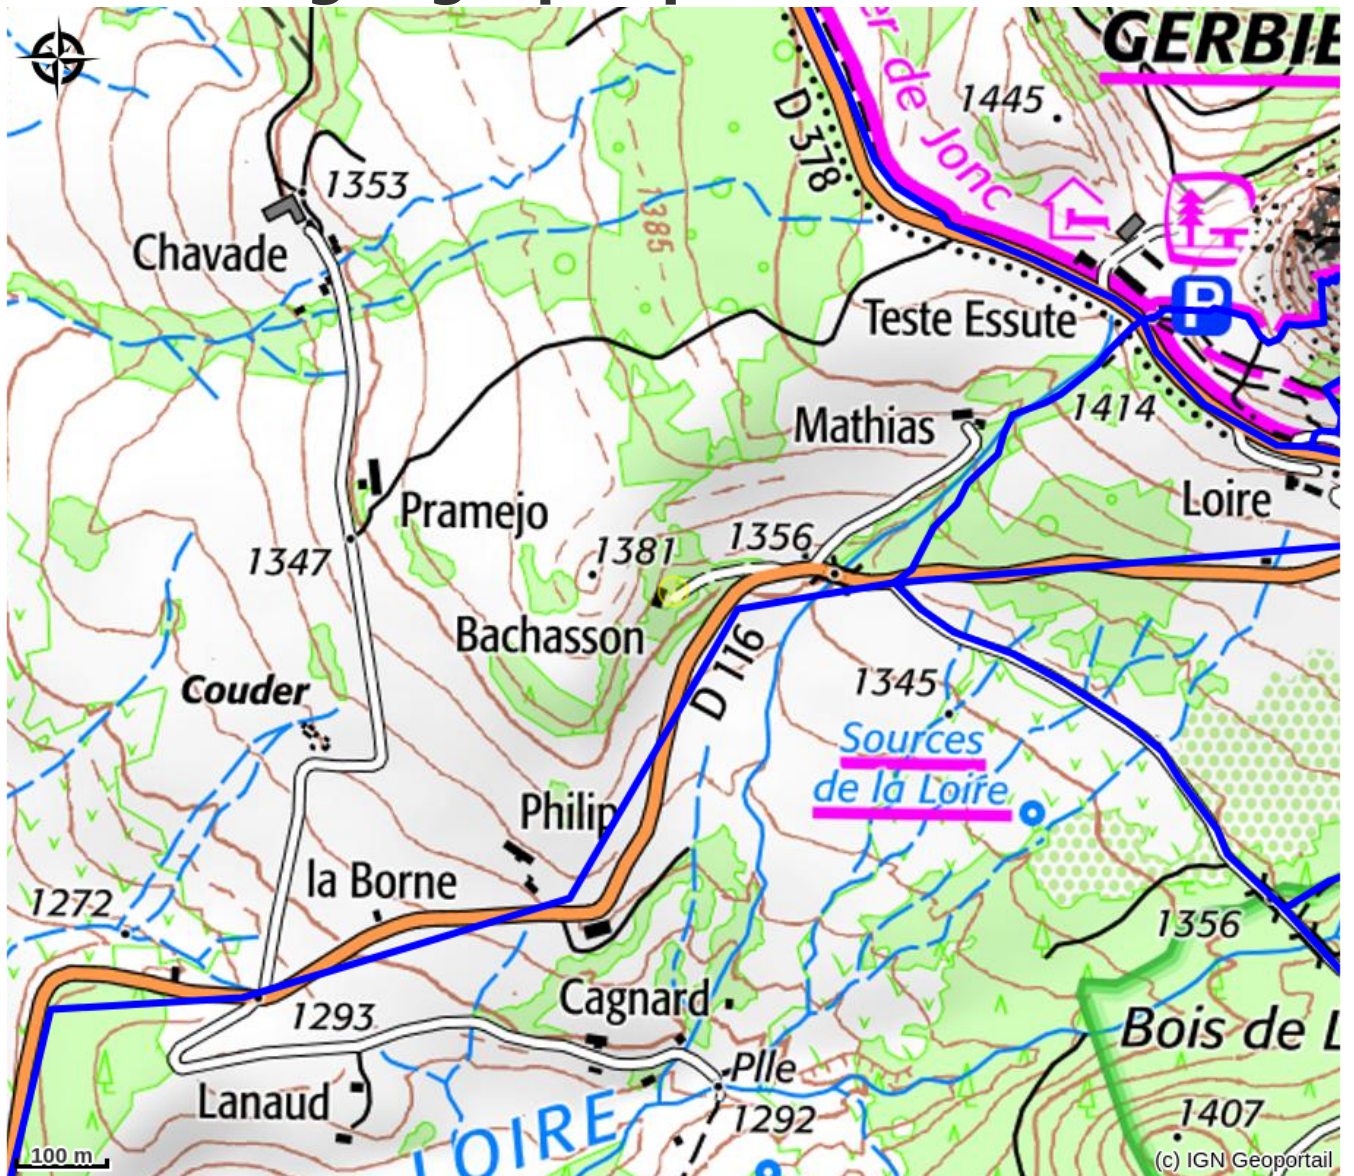 GERBIE
er de Jonc
1445
D 378
1353
Chavade
1385
Teste Essute
P
1414
Mathias
Loire
Pramejo
1347
1381
1356
Bachasson
D 116
1345
Couder
Sources
de la Loire
Philip
la Borne
1272
1356
1293
Cagnard
Bois de L
Plle
Lanaud
LOIRE
1292
1407
100 m
(c) IGN Geoportail